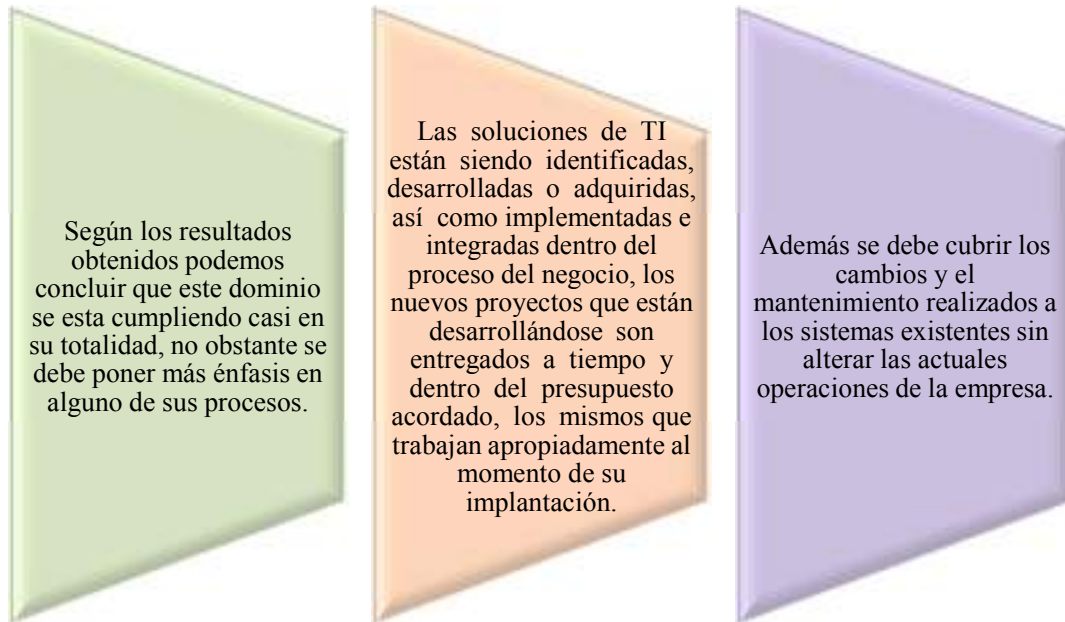 Según los resultados
obtenidos podemos
concluir que este dominio
se esta cumpliendo casi en
su totalidad, no obstante se
debe poner más énfasis en
alguno de sus procesos.
Las soluciones de TI
están siendo identificadas,
desarrolladas o adquiridas,
así como implementadas e
integradas dentro del
proceso del negocio, los
nuevos proyectos que están
desarrollándose son
entregados a tiempo y
dentro del presupuesto
acordado, los mismos que
trabajan apropiadamente al
momento de su
implantación.
Además se debe cubrir los
cambios y el
mantenimiento realizados a
los sistemas existentes sin
alterar las actuales
operaciones de la empresa.